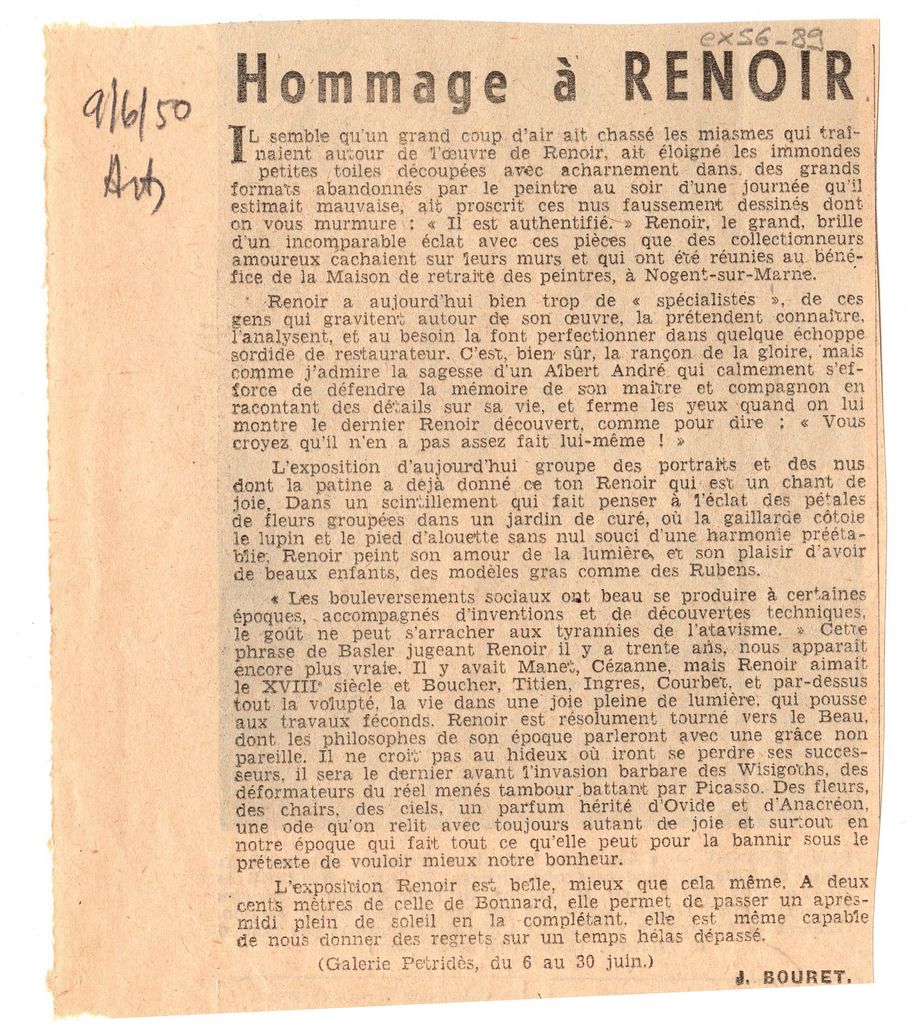 ex56-89
Hommage à RENOIR
9/6/50
Arts
IL semble qu'un grand coup d'air ait chassé les miasmes qui traî-
naient autour de l'œuvre de Renoir, ait éloigné les immondes
petites toiles découpées avec acharnement dans des grands
formats abandonnés par le peintre au soir d'une journée qu'il
estimait mauvaise, ait proscrit ces nus faussement dessinés dont
on vous murmure : « Il est authentifié. » Renoir, le grand, brille
d'un incomparable éclat avec ces pièces que des collectionneurs
amoureux cachaient sur leurs murs et qui ont été réunies au béné-
fice de la Maison de retraite des peintres, à Nogent-sur-Marne.
Renoir a aujourd'hui bien trop de « spécialistes », de ces
gens qui gravitent autour de son œuvre, la prétendent connaître,
l'analysent, et au besoin la font perfectionner dans quelque échoppe
sordide de restaurateur. C'est, bien sûr, la rançon de la gloire, mais
comme j'admire la sagesse d'un Albert André qui calmement s'ef-
force de défendre la mémoire de son maître et compagnon en
racontant des détails sur sa vie, et ferme les yeux quand on lui
montre le dernier Renoir découvert, comme pour dire : « Vous
croyez qu'il n'en a pas assez fait lui-même ! »
L'exposition d'aujourd'hui groupe des portraits et des nus
dont la patine a déjà donné ce ton Renoir qui est un chant de
joie. Dans un scintillement qui fait penser à l'éclat des pétales
de fleurs groupées dans un jardin de curé, où la gaillarde côtoie
le lupin et le pied d'alouette sans nul souci d'une harmonie prééta-
blie, Renoir peint son amour de la lumière, et son plaisir d'avoir
de beaux enfants, des modèles gras comme des Rubens.
« Les bouleversements sociaux ont beau se produire à certaines
époques, accompagnés d'inventions et de découvertes techniques,
le goût ne peut s'arracher aux tyrannies de l'atavisme. » Cette
phrase de Basler jugeant Renoir il y a trente ans, nous apparait
encore plus vraie. Il y avait Manet, Cézanne, mais Renoir aimait
le XVIIIe siècle et Boucher, Titien, Ingres, Courbet, et par-dessus
tout la volupté, la vie dans une joie pleine de lumière, qui pousse
aux travaux féconds. Renoir est résolument tourné vers le Beau,
dont les philosophes de son époque parleront avec une grâce non
pareille. Il ne croit pas au hideux où iront se perdre ses succes-
seurs, il sera le dernier avant l'invasion barbare des Wisigoths, des
déformateurs du réel menés tambour battant par Picasso. Des fleurs,
des chairs, des ciels, un parfum hérité d'Ovide et d'Anacréon,
une ode qu'on relit avec toujours autant de joie et surtout en
notre époque qui fait tout ce qu'elle peut pour la bannir sous le
prétexte de vouloir mieux notre bonheur.
L'exposition Renoir est belle, mieux que cela même. A deux
cents mètres de celle de Bonnard, elle permet de passer un après-
midi plein de soleil en la complétant, elle est même capable
de nous donner des regrets sur un temps hélas dépassé.
(Galerie Petridès, du 6 au 30 juin.)
J. BOURET.